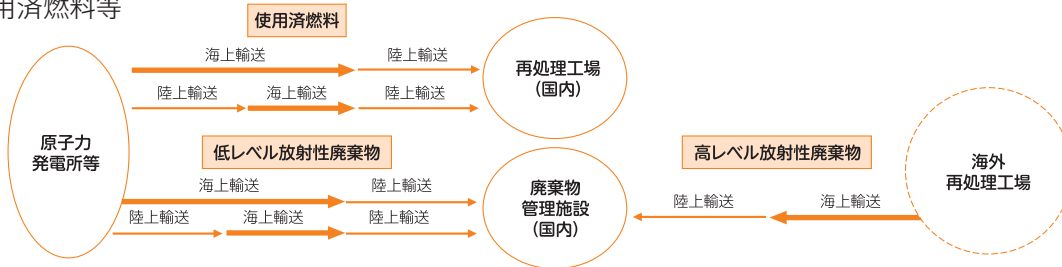 用済燃料等
使用済燃料
海上輸送 陸上輸送
陸上輸送 海上輸送 陸上輸送
再処理工場
（国内）
原子力
発電所等
低レベル放射性廃棄物
海上輸送 陸上輸送
陸上輸送 海上輸送 陸上輸送
廃棄物
管理施設
（国内）
高レベル放射性廃棄物
陸上輸送 海上輸送
海外
再処理工場